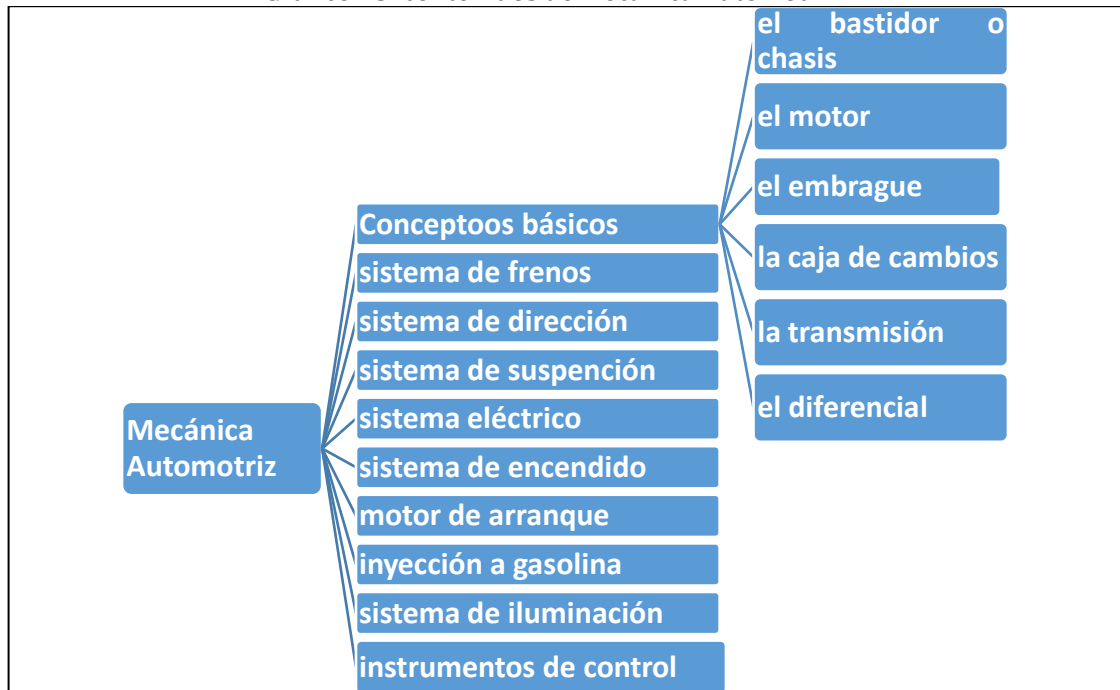 el bastidor o
chasis
el motor
el embrague
Conceptoos básicos
la caja de cambios
sistema de frenos
sistema de dirección
la transmisión
sistema de suspención
el diferencial
sistema eléctrico
Mecánica
Automotriz
sistema de encendido
motor de arranque
inyección a gasolina
sistema de iluminación
instrumentos de control